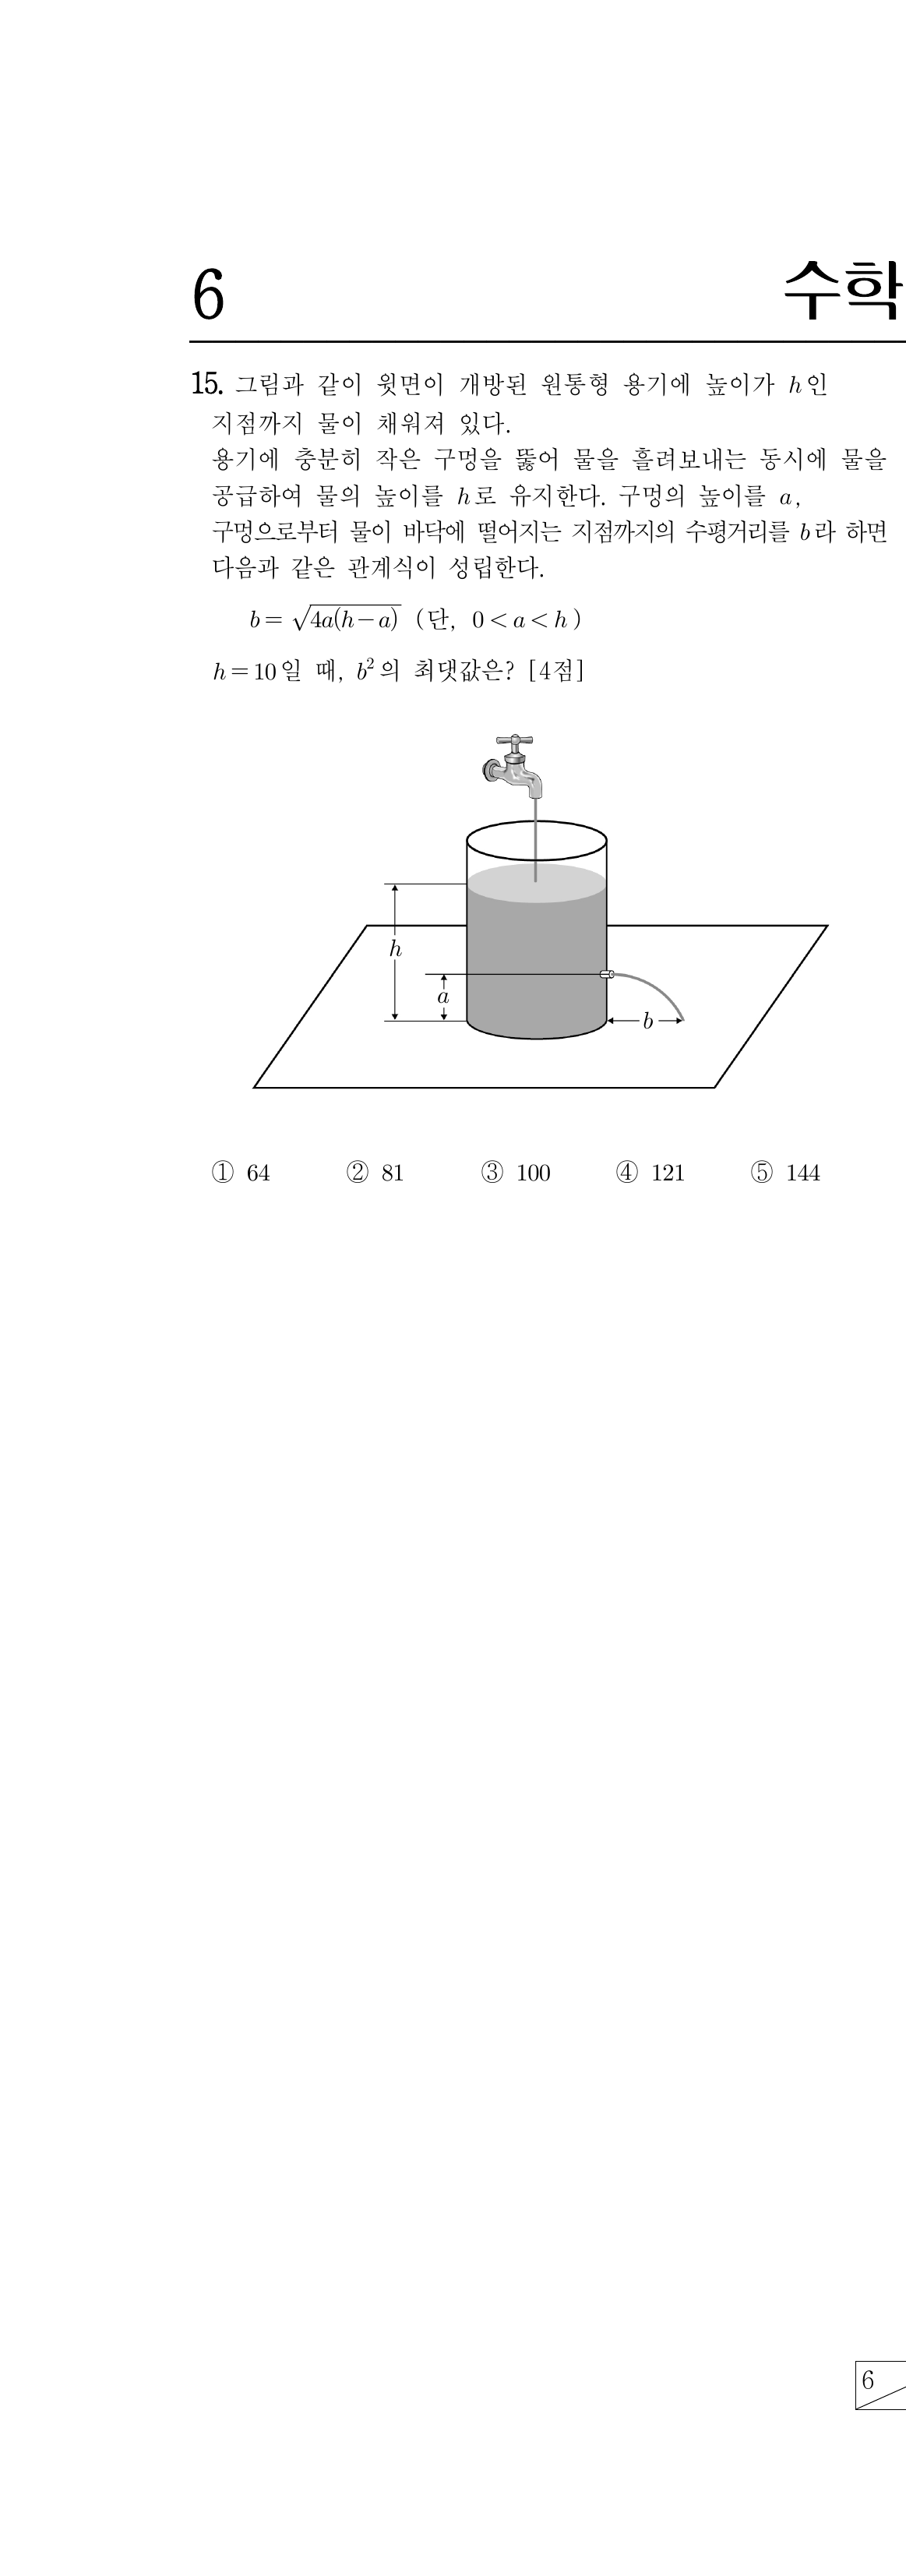 6
수학
15. 그림과 같이 윗면이 개방된 원통형 용기에 높이가 h인
지점까지 물이 채워져 있다.
용기에 충분히 작은 구멍을 뚫어 물을 흘려보내는 동시에 물을
공급하여 물의 높이를 h로 유지한다. 구멍의 높이를 a,
구멍으로부터 물이 바닥에 떨어지는 지점까지의 수평거리를 b라 하면
다음과 같은 관계식이 성립한다.
b = √4a(h-a) (단, 0 < a < h)
h = 10일 때, b²의 최댓값은? [4점]
h
a
b
① 64 ② 81 ③ 100 ④ 121 ⑤ 144
6